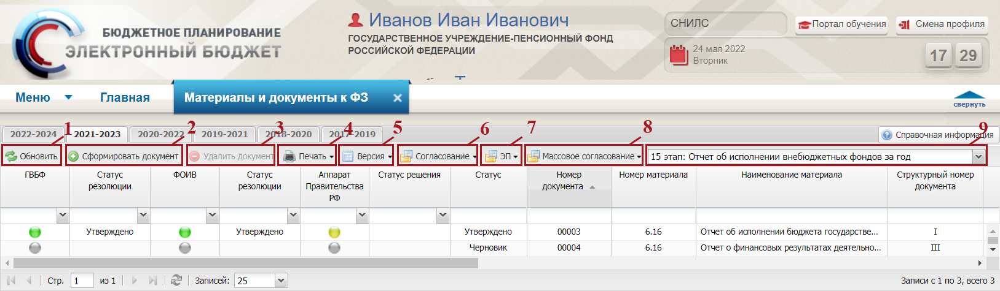 БЮДЖЕТНОЕ ПЛАНИРОВАНИЕ
ЭЛЕКТРОННЫЙ БЮДЖЕТ
Иванов Иван Иванович
ГОСУДАРСТВЕННОЕ УЧРЕЖДЕНИЕ-ПЕНСИОННЫЙ ФОНД
РОССИЙСКОЙ ФЕДЕРАЦИИ
СНИЛС
Портал обучения
Смена профиля
24 мая 2022
Вторник
17 29
Меню
Главная
Материалы и документы к ФЗ
свернуть
2022-2024 2021-2023 2020-2022 2019-2021 2018-2020 2017-2019
Справочная информация
1 2 3 4 5 6 7 8 9
Обновить Сформировать документ Удалить документ Печать Версия Согласование ЭП Массовое согласование 15 этап: Отчет об исполнении внебюджетных фондов за год
ГВБФ
Статус
резолюции
ФОИВ
Статус
резолюции
Аппарат
Правительства
РФ
Статус решения
Статус
Номер
документа
Номер материала
Наименование материала
Структурный номер
документа
Утверждено Утверждено Утверждено 00003 6.16 Отчет об исполнении бюджета государстве... I
Черновик 00004 6.16 Отчет о финансовых результатах деятельно... III
Стр. 1 из 1 Записей: 25 Записи с 1 по 3, всего 3